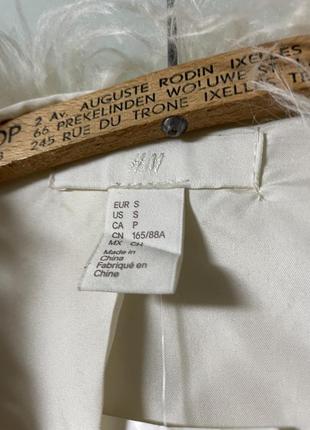 OP
2 Av. AUGUSTE RODIN IXELLES
66 PREKELINDEN WOLUWE ST
245 RUE DU TRONE IXELLES
H&M
EUR S
US S
CA P
CN 165/88A
MX CH
Made in
China
Fabriqué en
Chine